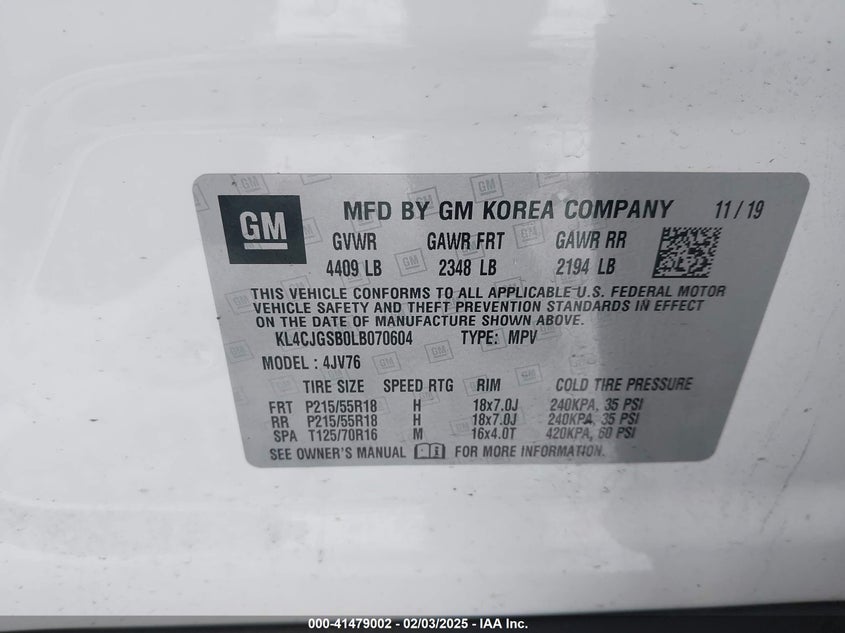 GM MFD BY GM KOREA COMPANY 11/19
GVWR GAWR FRT GAWR RR
4409 LB 2348 LB 2194 LB
THIS VEHICLE CONFORMS TO ALL APPLICABLE U.S. FEDERAL MOTOR
VEHICLE SAFETY AND THEFT PREVENTION STANDARDS IN EFFECT
ON THE DATE OF MANUFACTURE SHOWN ABOVE.
KL4CJGSB0LB070604 TYPE: MPV
MODEL: 4JV76
TIRE SIZE SPEED RTG RIM COLD TIRE PRESSURE
FRT P215/55R18 H 18x7.0J 240KPA, 35 PSI
RR P215/55R18 H 18x7.0J 240KPA, 35 PSI
SPA T125/70R16 M 16x4.0T 420KPA, 60 PSI
SEE OWNER'S MANUAL FOR MORE INFORMATION.
000-41479002 / 02/03/2025 - IAA Inc.